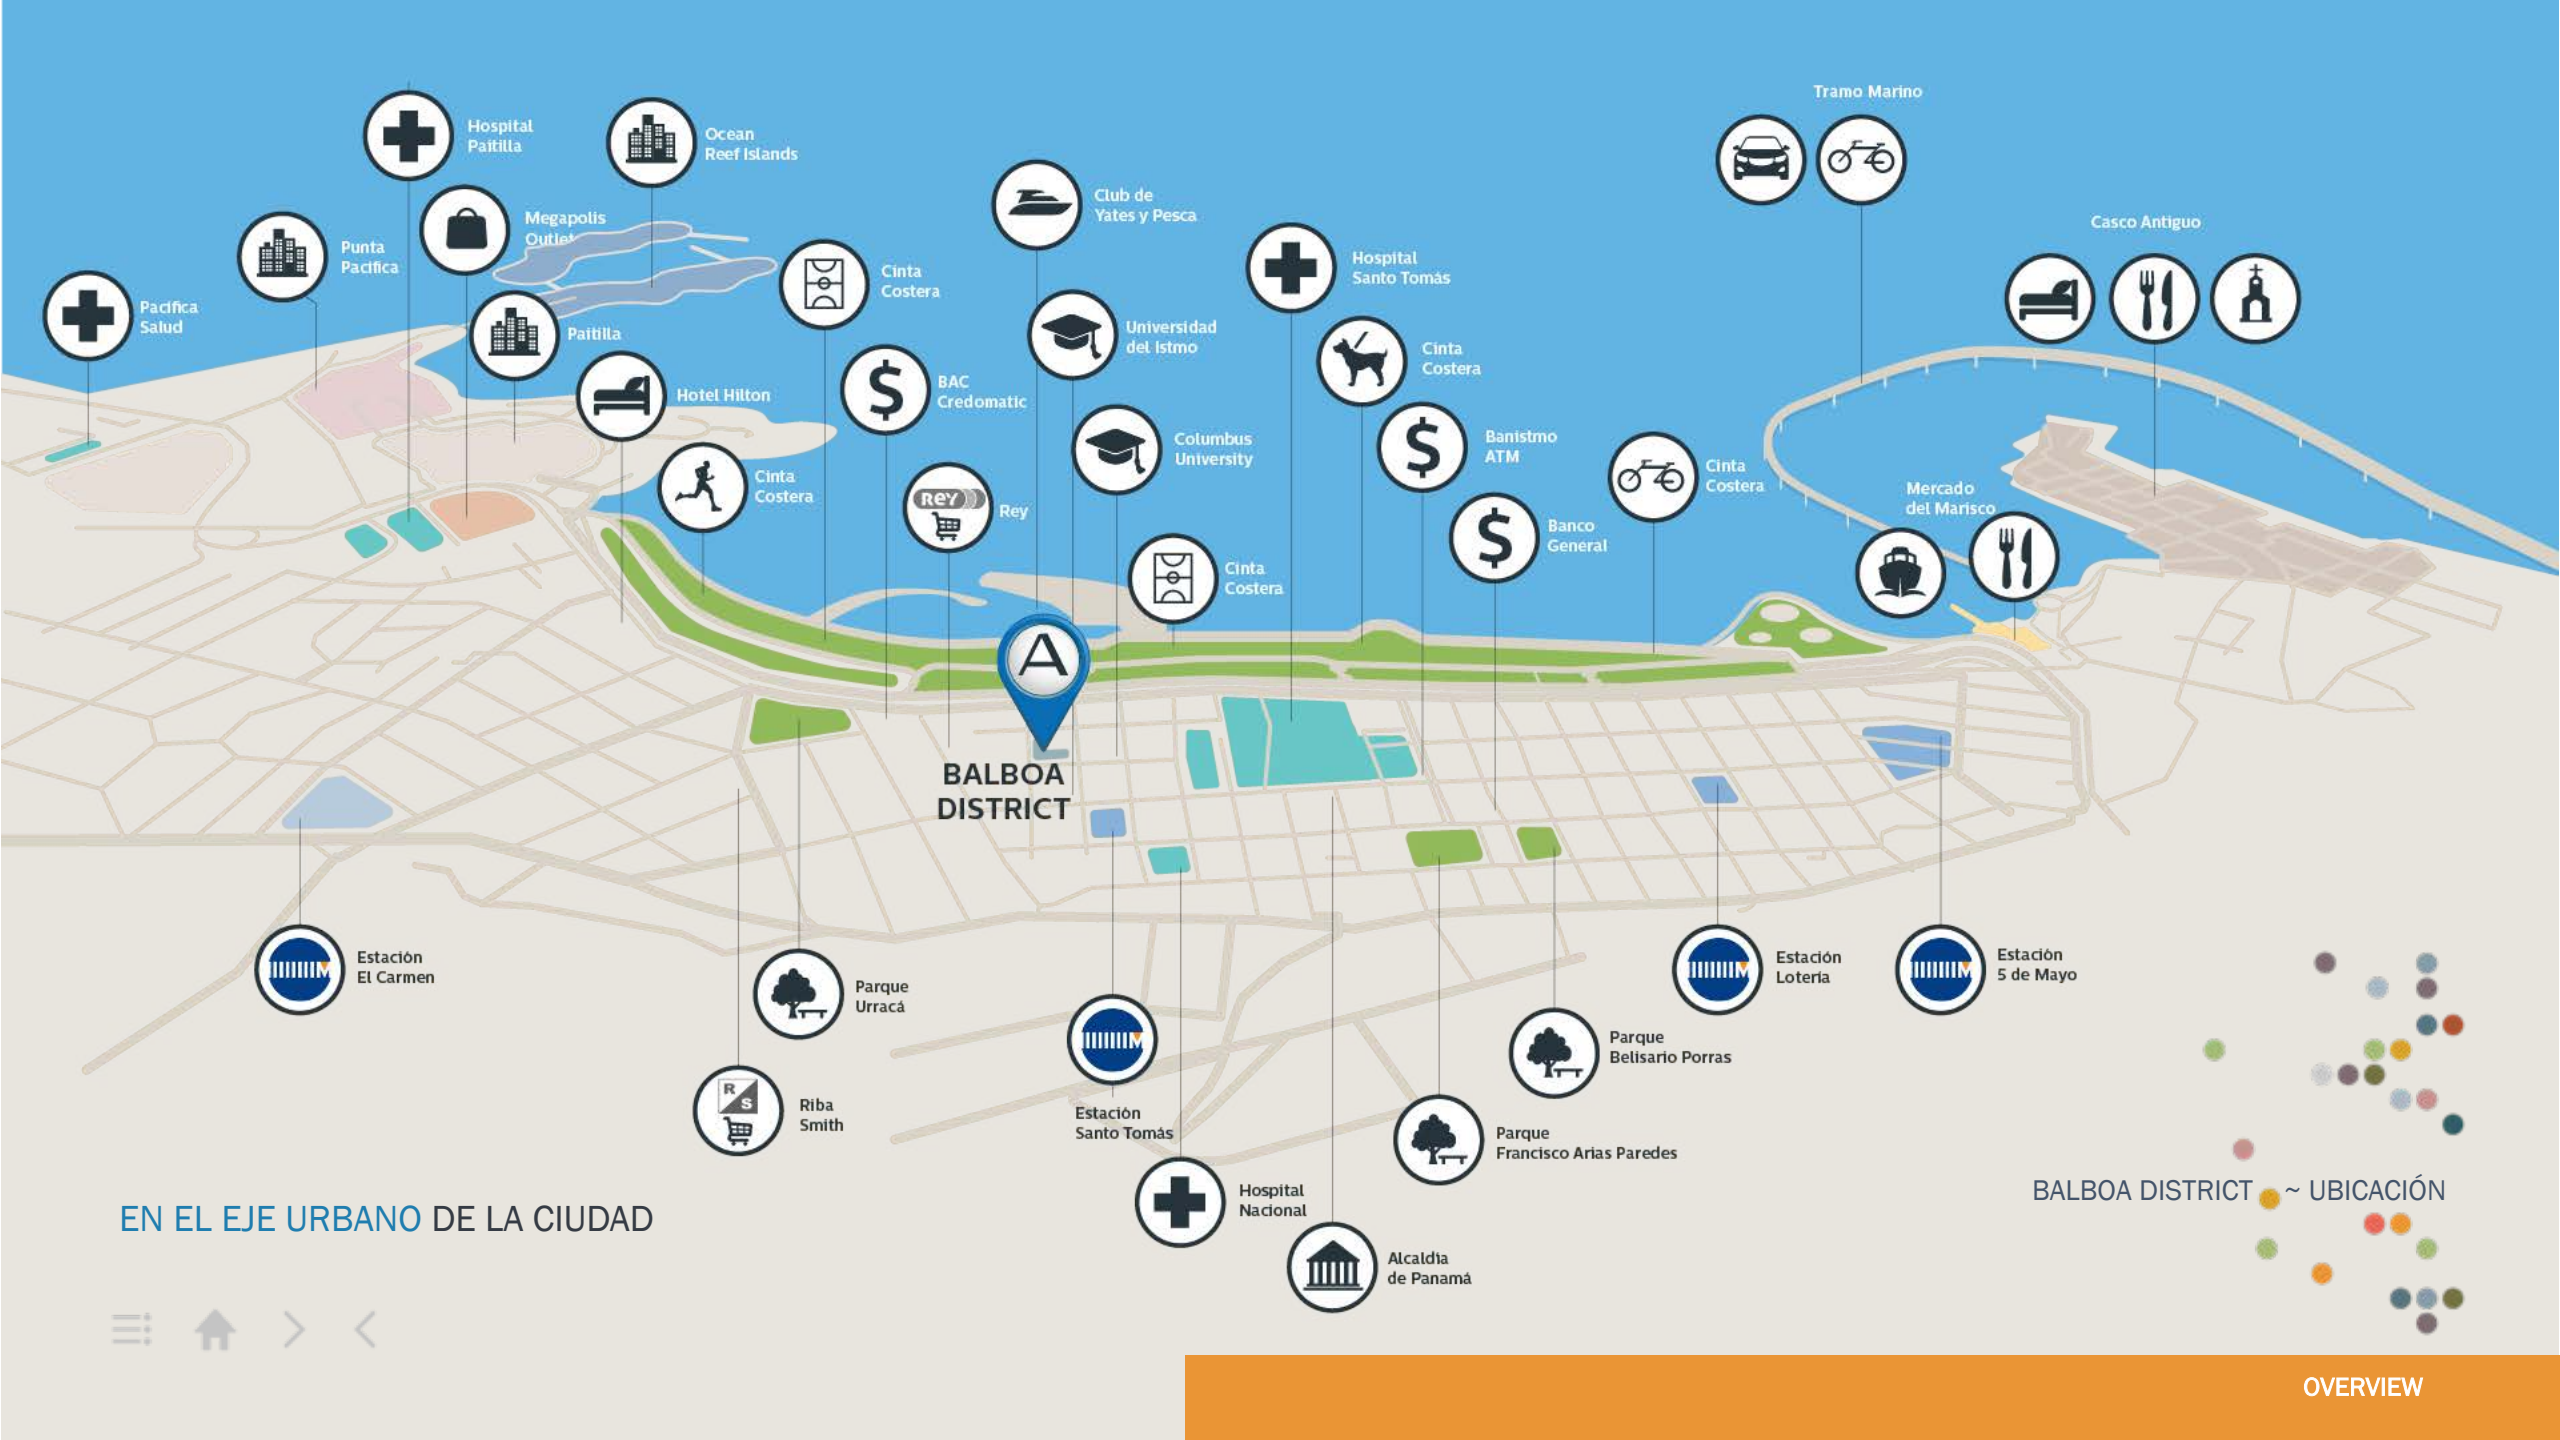 Tramo Marino
Hospital
Paitilla
Ocean
Reef Islands
Club de
Yates y Pesca
Megapolis
Outlet
Casco Antiguo
Punta
Pacífica
Hospital
Santo Tomás
Cinta
Costera
Pacífica
Salud
Paitilla
Universidad
del Istmo
Cinta
Costera
Hotel Hilton
$
BAC
Credomatic
Columbus
University
$
Banistmo
ATM
Cinta
Costera
REY
Rey
Cinta
Costera
Mercado
del Marisco
$
Banco
General
Cinta
Costera
A
BALBOA
DISTRICT
Estación
El Carmen
Parque
Urracá
Estación
Lotería
Estación
5 de Mayo
M
M
M
M
Parque
Belisario Porras
R
S
Riba
Smith
Estación
Santo Tomás
Parque
Francisco Arias Paredes
Hospital
Nacional
Alcaldía
de Panamá
EN EL EJE URBANO DE LA CIUDAD
BALBOA DISTRICT ~ UBICACIÓN
OVERVIEW